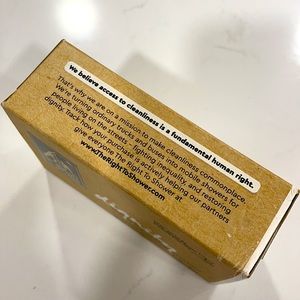 We believe access to cleanliness is a fundamental human right.
That's why we are on a mission to make cleanliness commonplace.
We're turning ordinary trucks and buses into mobile showers for
people living on the streets - fighting inequality, and restoring
dignity. Track how your purchase is actively helping our partners
give everyone The Right To Shower at
www.TheRightToShower.com
dignity